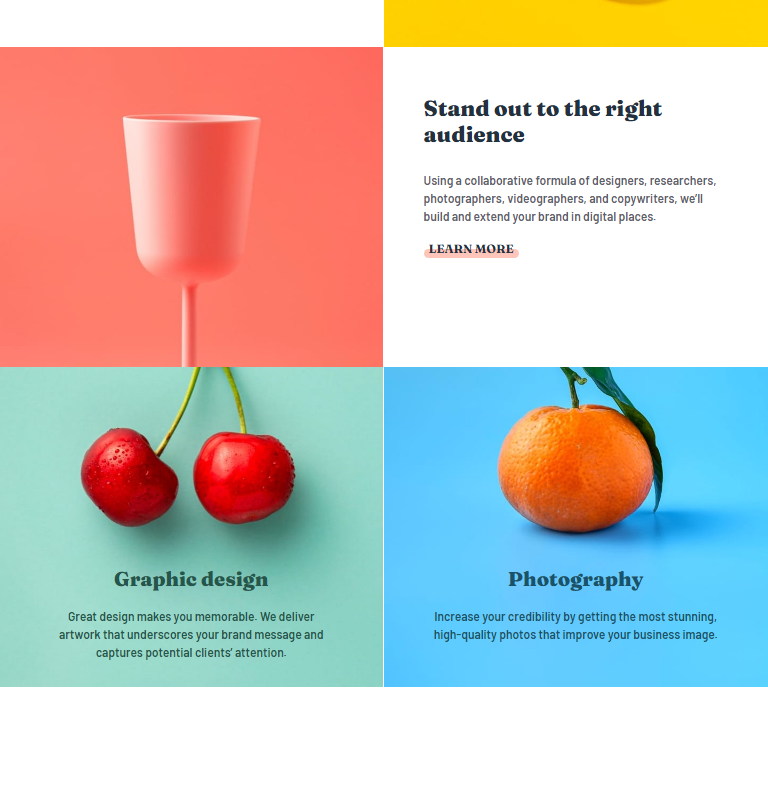 Stand out to the right
audience
Using a collaborative formula of designers, researchers,
photographers, videographers, and copywriters, we’ll
build and extend your brand in digital places.
LEARN MORE
Graphic design
Great design makes you memorable. We deliver
artwork that underscores your brand message and
captures potential clients’ attention.
Photography
Increase your credibility by getting the most stunning,
high-quality photos that improve your business image.